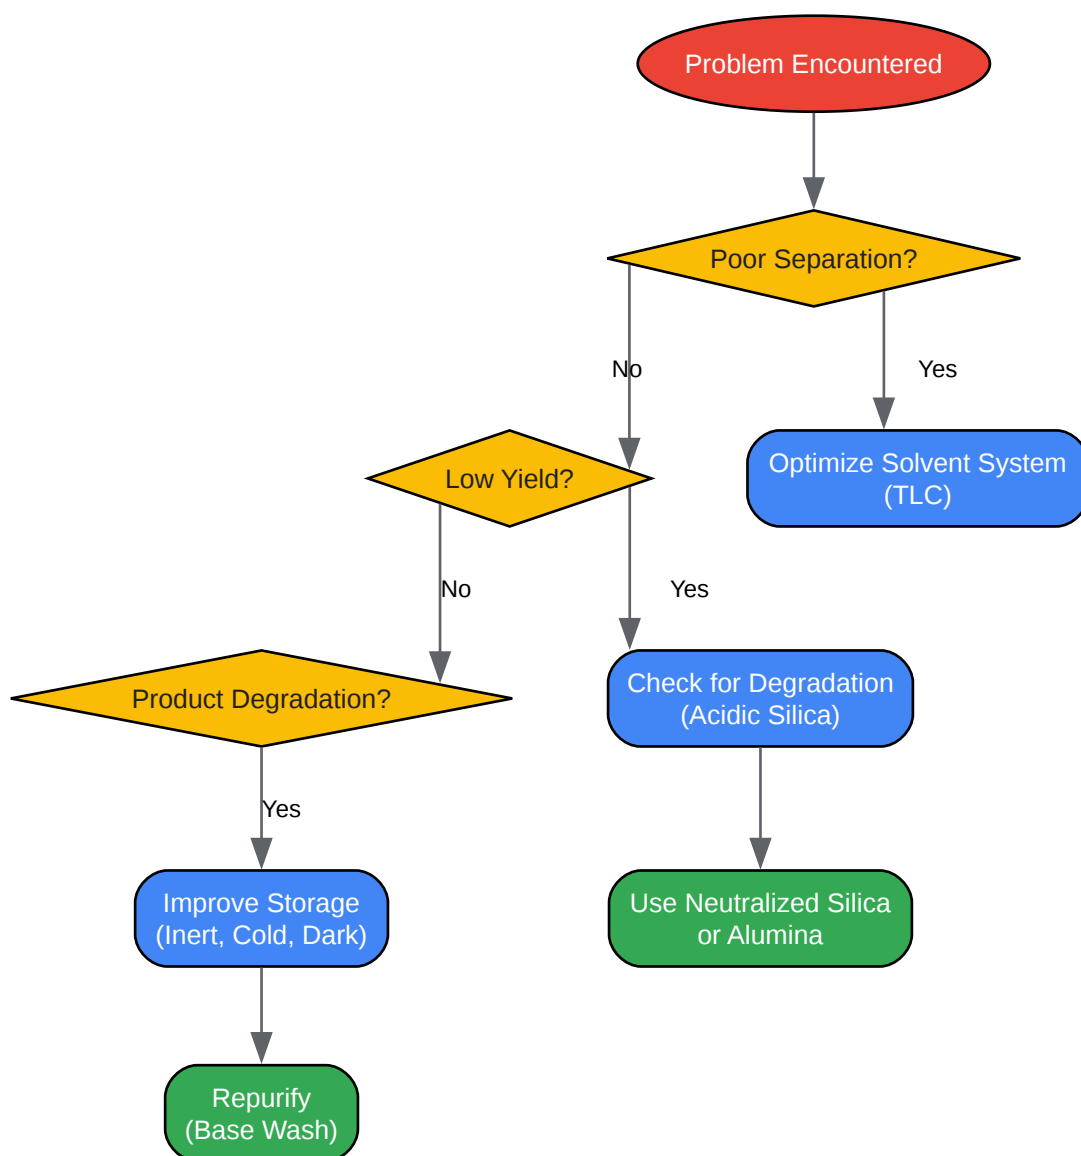 Problem Encountered
Poor Separation?
No
Yes
Optimize Solvent System
(TLC)
Low Yield?
No
Yes
Product Degradation?
Check for Degradation
(Acidic Silica)
Yes
Improve Storage
(Inert, Cold, Dark)
Use Neutralized Silica
or Alumina
Repurify
(Base Wash)